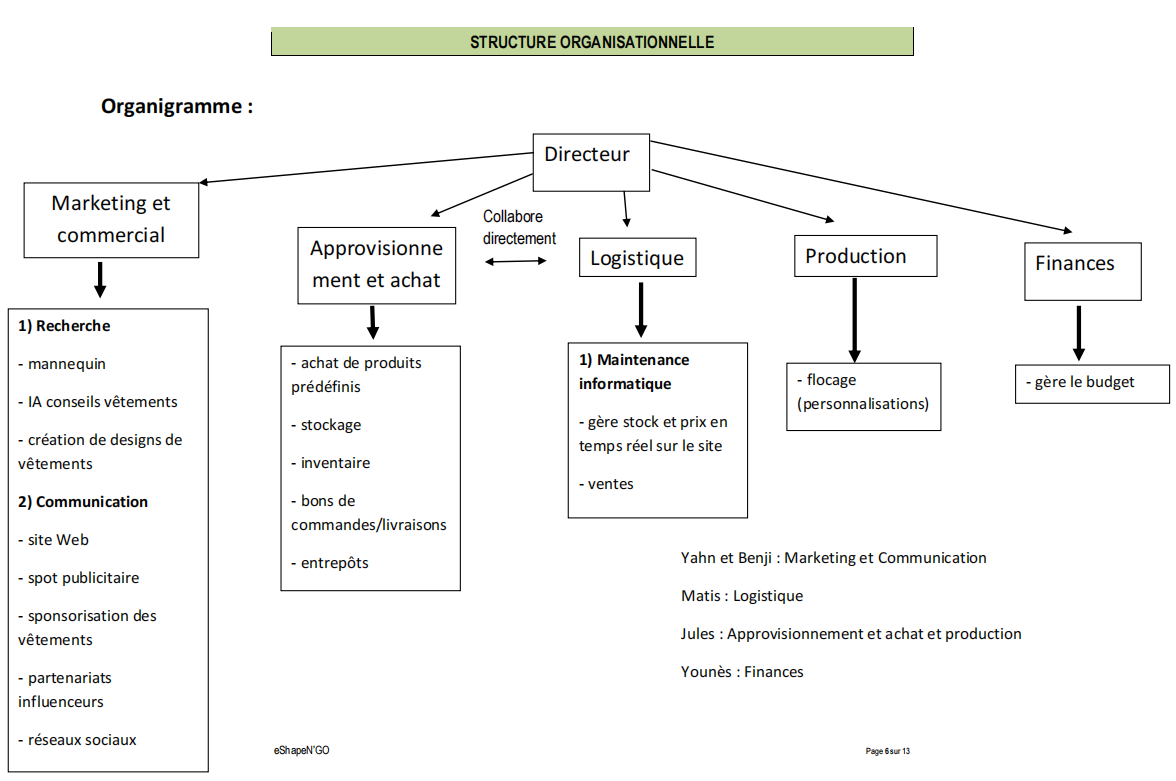 STRUCTURE ORGANISATIONNELLE
Organigramme :
Directeur
Marketing et
commercial
Collabore
directement
Approvisionne
ment et achat
Logistique
Production
Finances
1) Recherche
- mannequin
- IA conseils vêtements
- création de designs de
vêtements
2) Communication
- site Web
- spot publicitaire
- sponsorisation des
vêtements
- partenariats
influenceurs
- réseaux sociaux
- achat de produits
prédéfinis
- stockage
- inventaire
- bons de
commandes/livraisons
- entrepôts
1) Maintenance
informatique
- gère stock et prix en
temps réel sur le site
- ventes
- flocage
(personnalisations)
- gère le budget
Yahn et Benji : Marketing et Communication
Matis : Logistique
Jules : Approvisionnement et achat et production
Younès : Finances
eShapeN'GO
Page 6 sur 13